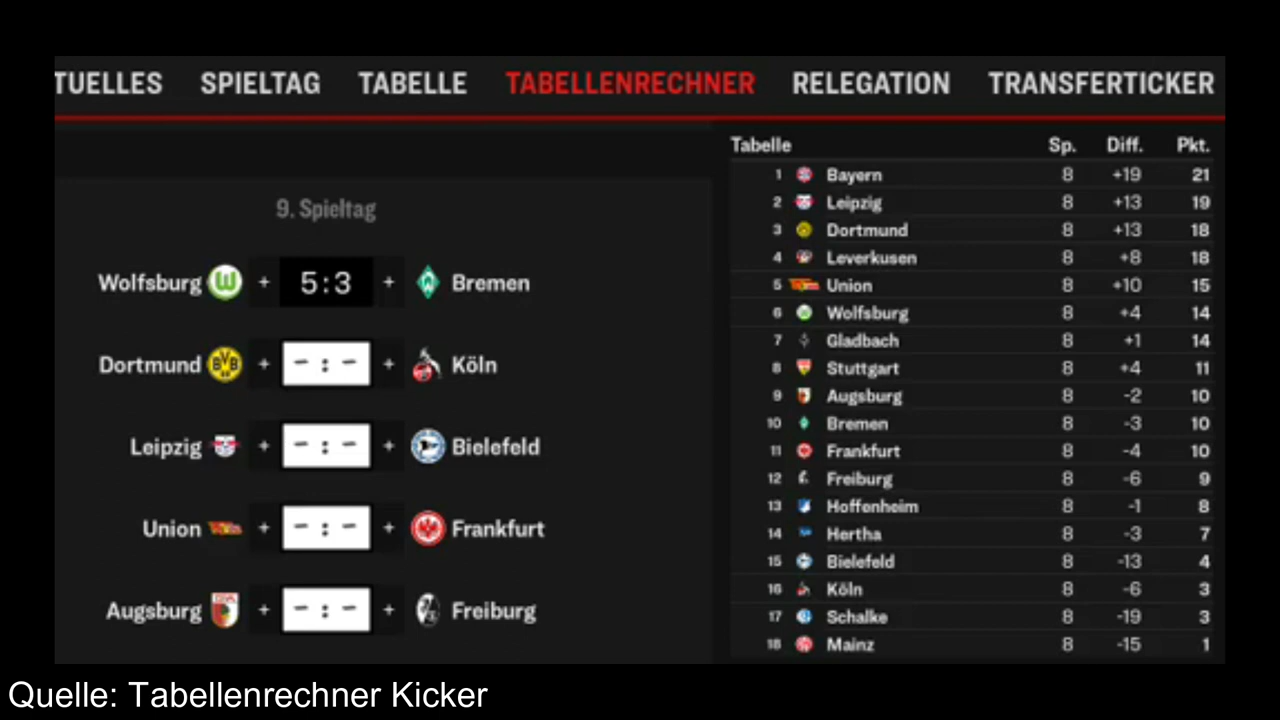 TUELLES SPIELTAG TABELLE TABELLENRECHNER RELEGATION TRANSFERTICKER
9. Spieltag
Wolfsburg + 5:3 + Bremen
Dortmund + - : - + Köln
Leipzig + - : - + Bielefeld
Union + - : - + Frankfurt
Augsburg + - : - + Freiburg
Tabelle Sp. Diff. Pkt.
1 Bayern 8 +19 21
2 Leipzig 8 +13 19
3 Dortmund 8 +13 18
4 Leverkusen 8 +8 18
5 Union 8 +10 15
6 Wolfsburg 8 +4 14
7 Gladbach 8 +1 14
8 Stuttgart 8 +4 11
9 Augsburg 8 -2 10
10 Bremen 8 -3 10
11 Frankfurt 8 -4 10
12 Freiburg 8 -6 9
13 Hoffenheim 8 -1 8
14 Hertha 8 -3 7
15 Bielefeld 8 -13 4
16 Köln 8 -6 3
17 Schalke 8 -19 3
18 Mainz 8 -15 1
Quelle: Tabellenrechner Kicker